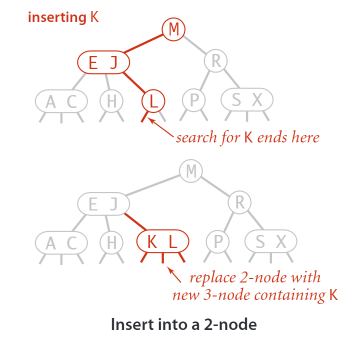 inserting K
M
E J
R
A C
H
L
P
S X
search for K ends here
M
E J
R
A C
H
K L
P
S X
replace 2-node with
new 3-node containing K
Insert into a 2-node